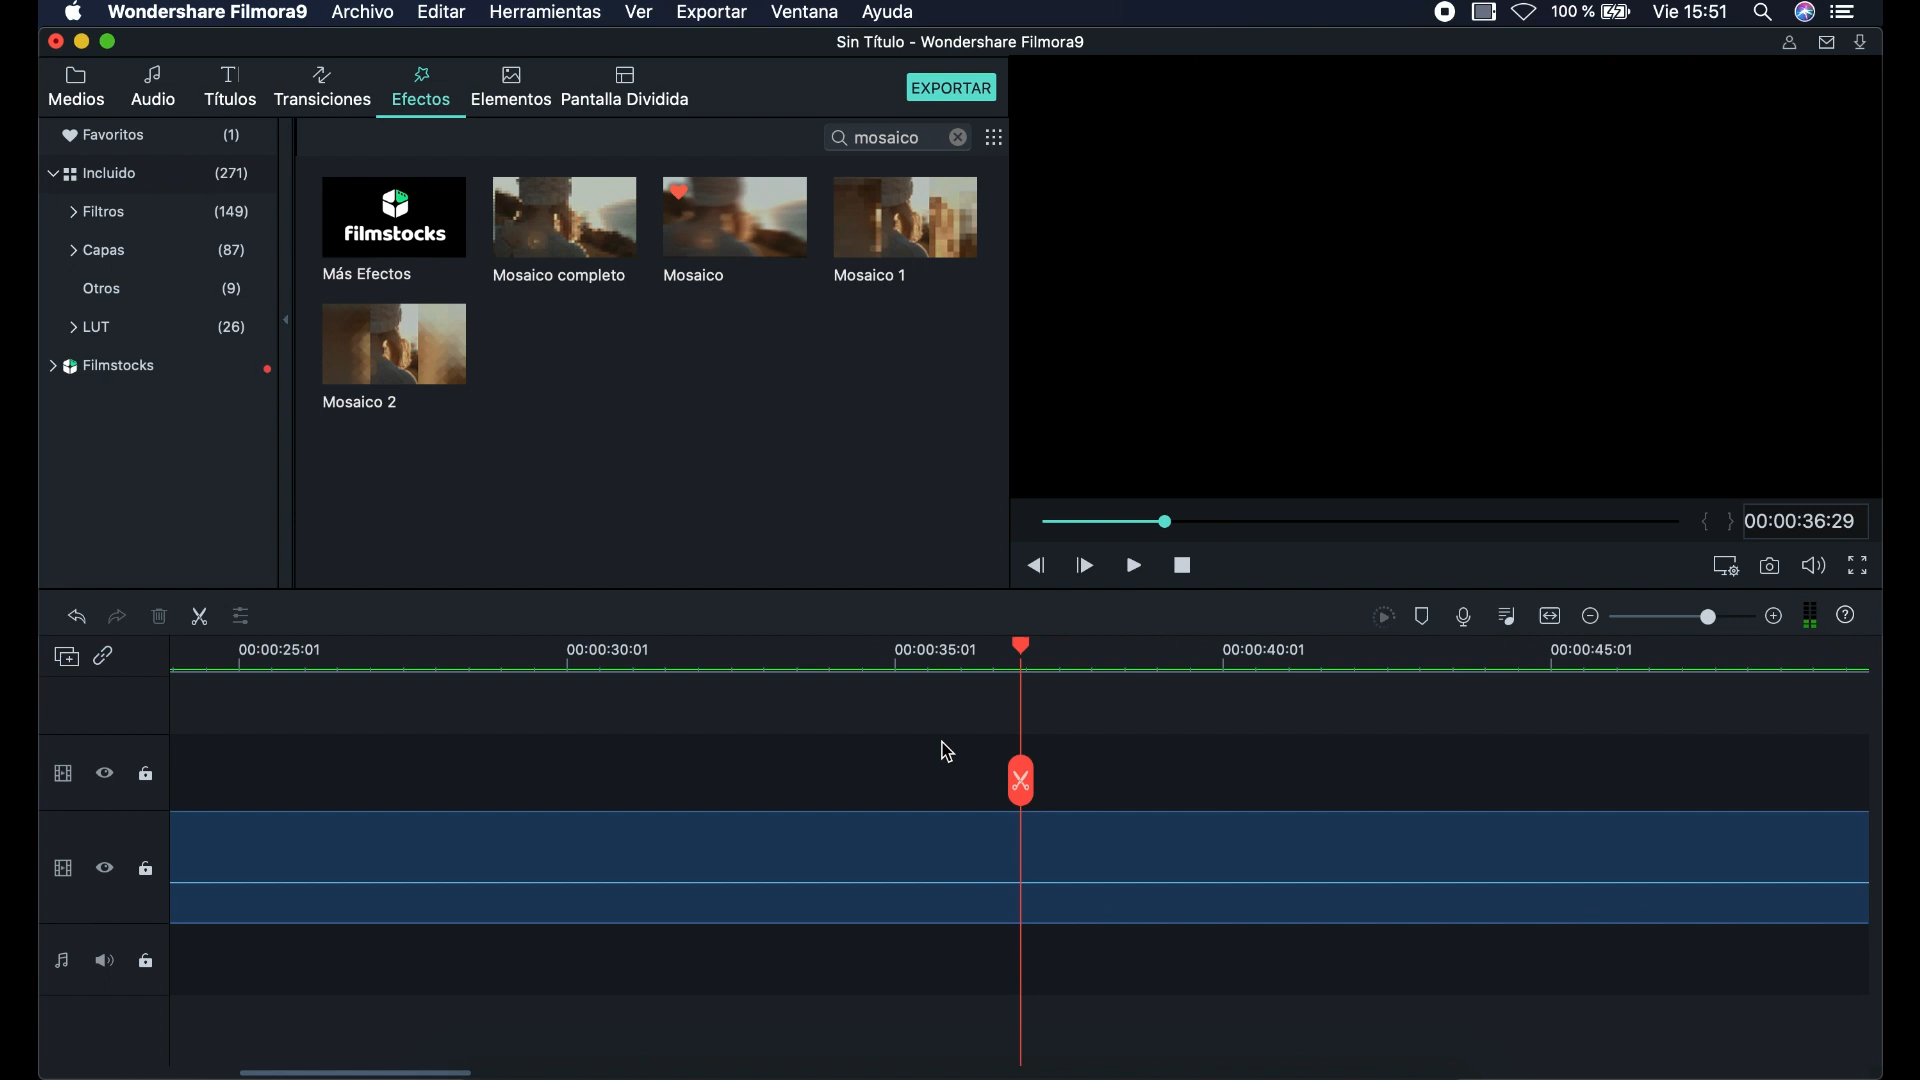 Wondershare Filmora9 Archivo Editar Herramientas Ver Exportar Ventana Ayuda 100 % Vie 15:51
Sin Título - Wondershare Filmora9
Medios Audio Títulos Transiciones Efectos Elementos Pantalla Dividida
EXPORTAR
Favoritos (1)
Incluido (271)
Filtros (149)
Capas (87)
Otros (9)
LUT (26)
Filmstocks
mosaico
filmstocks
Más Efectos
Mosaico completo
Mosaico
Mosaico 1
Mosaico 2
00:00:36:29
00:00:25:01 00:00:30:01 00:00:35:01 00:00:40:01 00:00:45:01